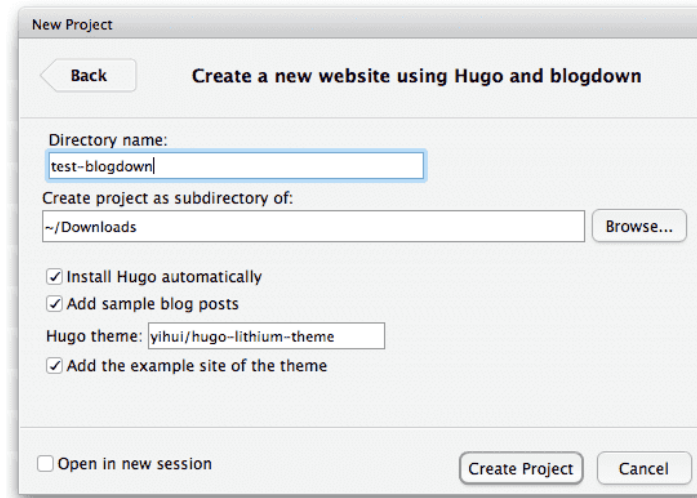 New Project
Back
Create a new website using Hugo and blogdown
Directory name:
test-blogdown
Create project as subdirectory of:
~/Downloads
Browse...
Install Hugo automatically
Add sample blog posts
Hugo theme: yihui/hugo-lithium-theme
Add the example site of the theme
Open in new session
Create Project
Cancel